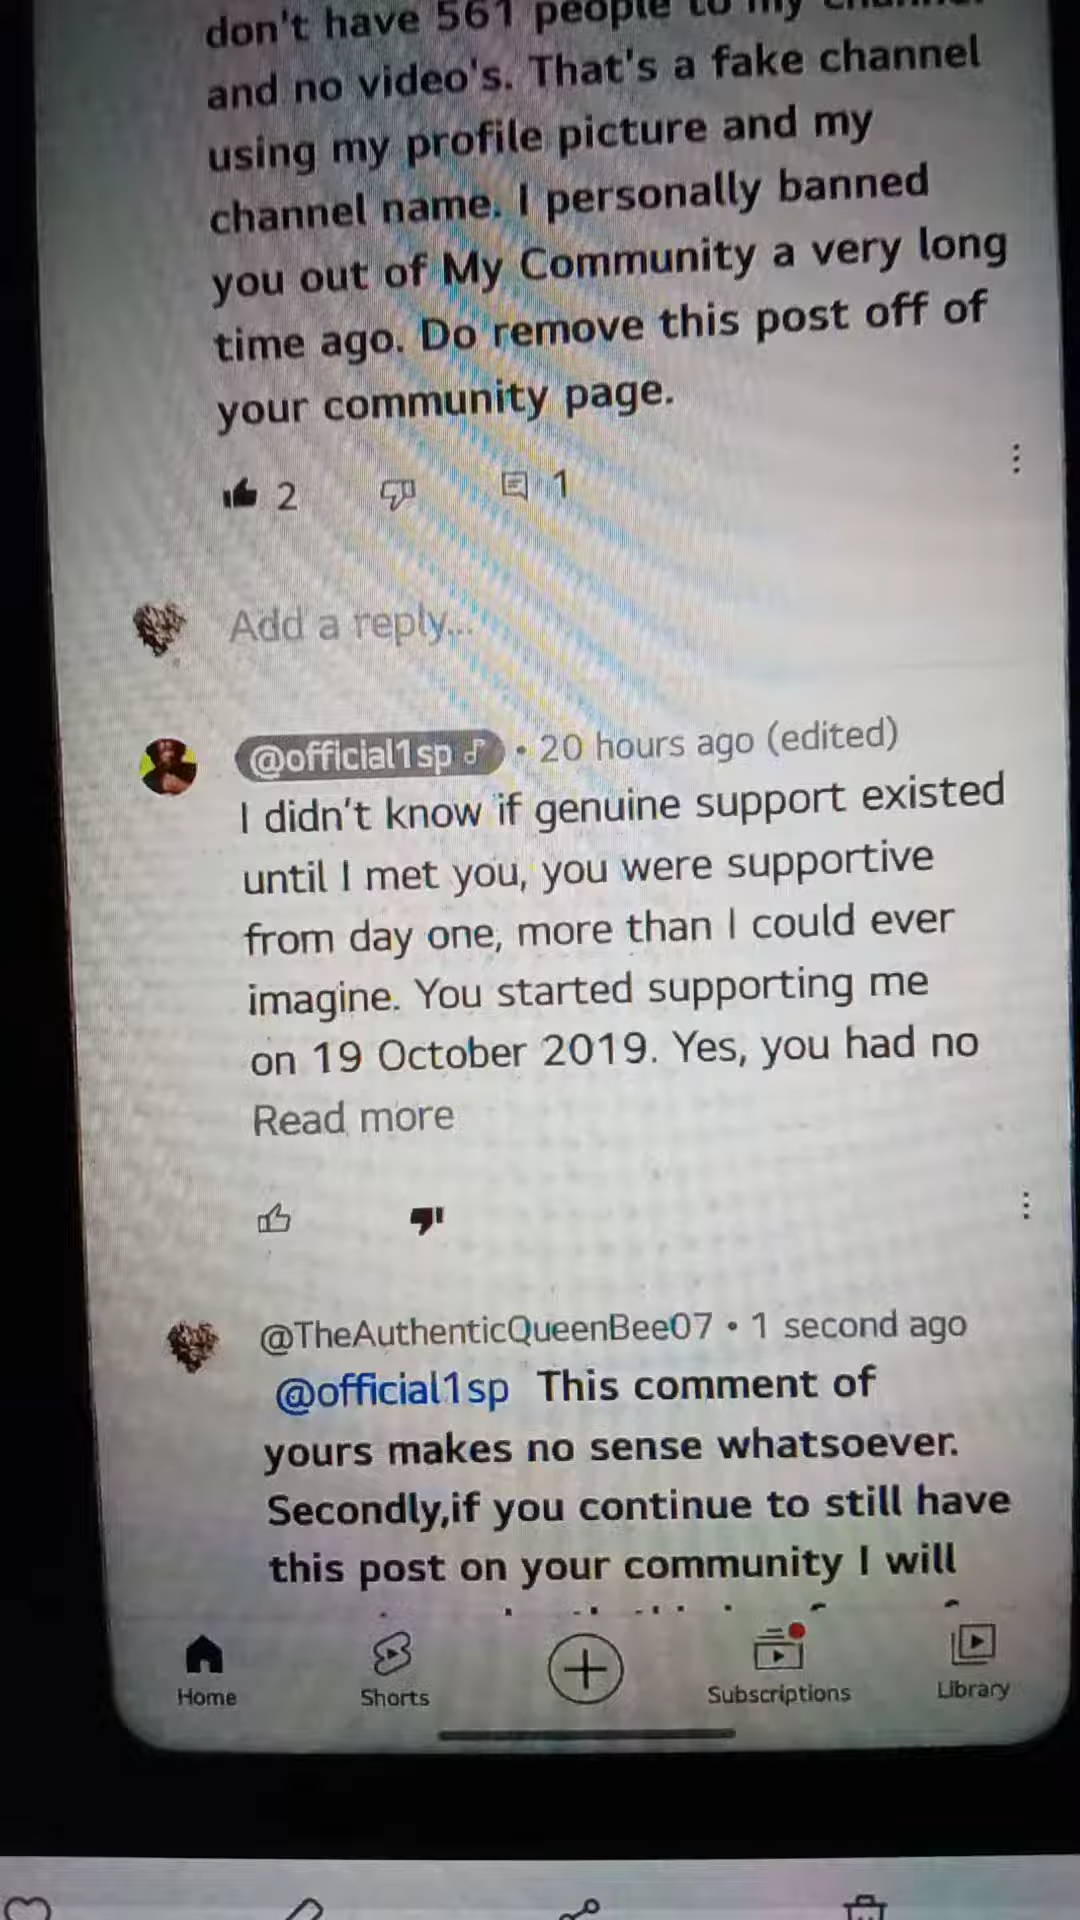 don't have 561 people to my channel
and no video's. That's a fake channel
using my profile picture and my
channel name. I personally banned
you out of My Community a very long
time ago. Do remove this post off of
your community page.
2
1
Add a reply...
@official1sp • 20 hours ago (edited)
I didn't know if genuine support existed
until I met you, you were supportive
from day one, more than I could ever
imagine. You started supporting me
on 19 October 2019. Yes, you had no
Read more
@TheAuthenticQueenBee07 • 1 second ago
@official1sp This comment of
yours makes no sense whatsoever.
Secondly,if you continue to still have
this post on your community I will
Home
Shorts
Subscriptions
Library